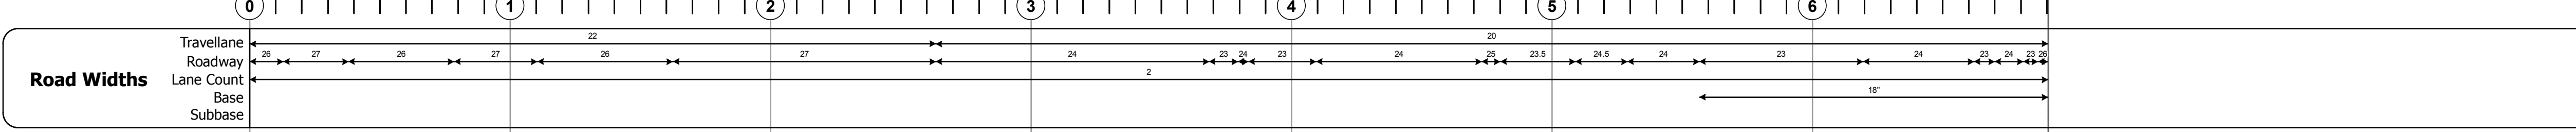 0 1 2 3 4 5 6
Road Widths
Travellane 22 20
Roadway 26 27 26 27 26 27 24 23 24 23 24 25 23.5 24.5 24 23 24 23 24 23 26
Lane Count 2
Base 18"
Subbase